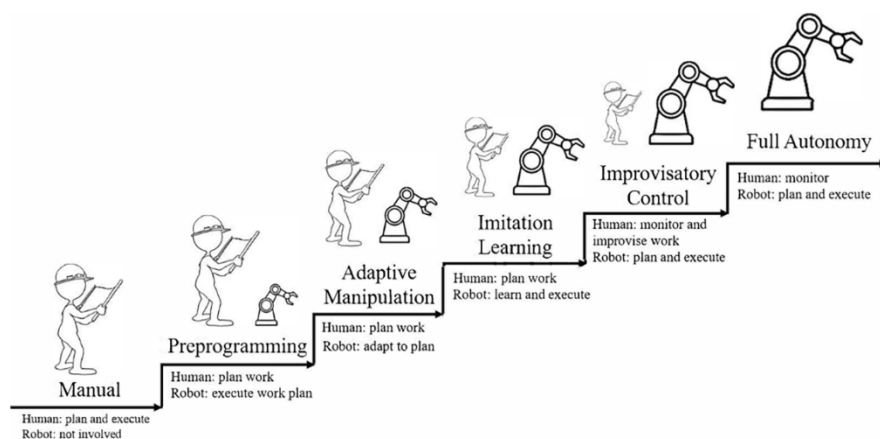 Manual
Human: plan and execute
Robot: not involved
Preprogramming
Human: plan work
Robot: execute work plan
Adaptive
Manipulation
Human: plan work
Robot: adapt to plan
Imitation
Learning
Human: plan work
Robot: learn and execute
Improvisatory
Control
Human: monitor and
improvise work
Robot: plan and execute
Full Autonomy
Human: monitor
Robot: plan and execute